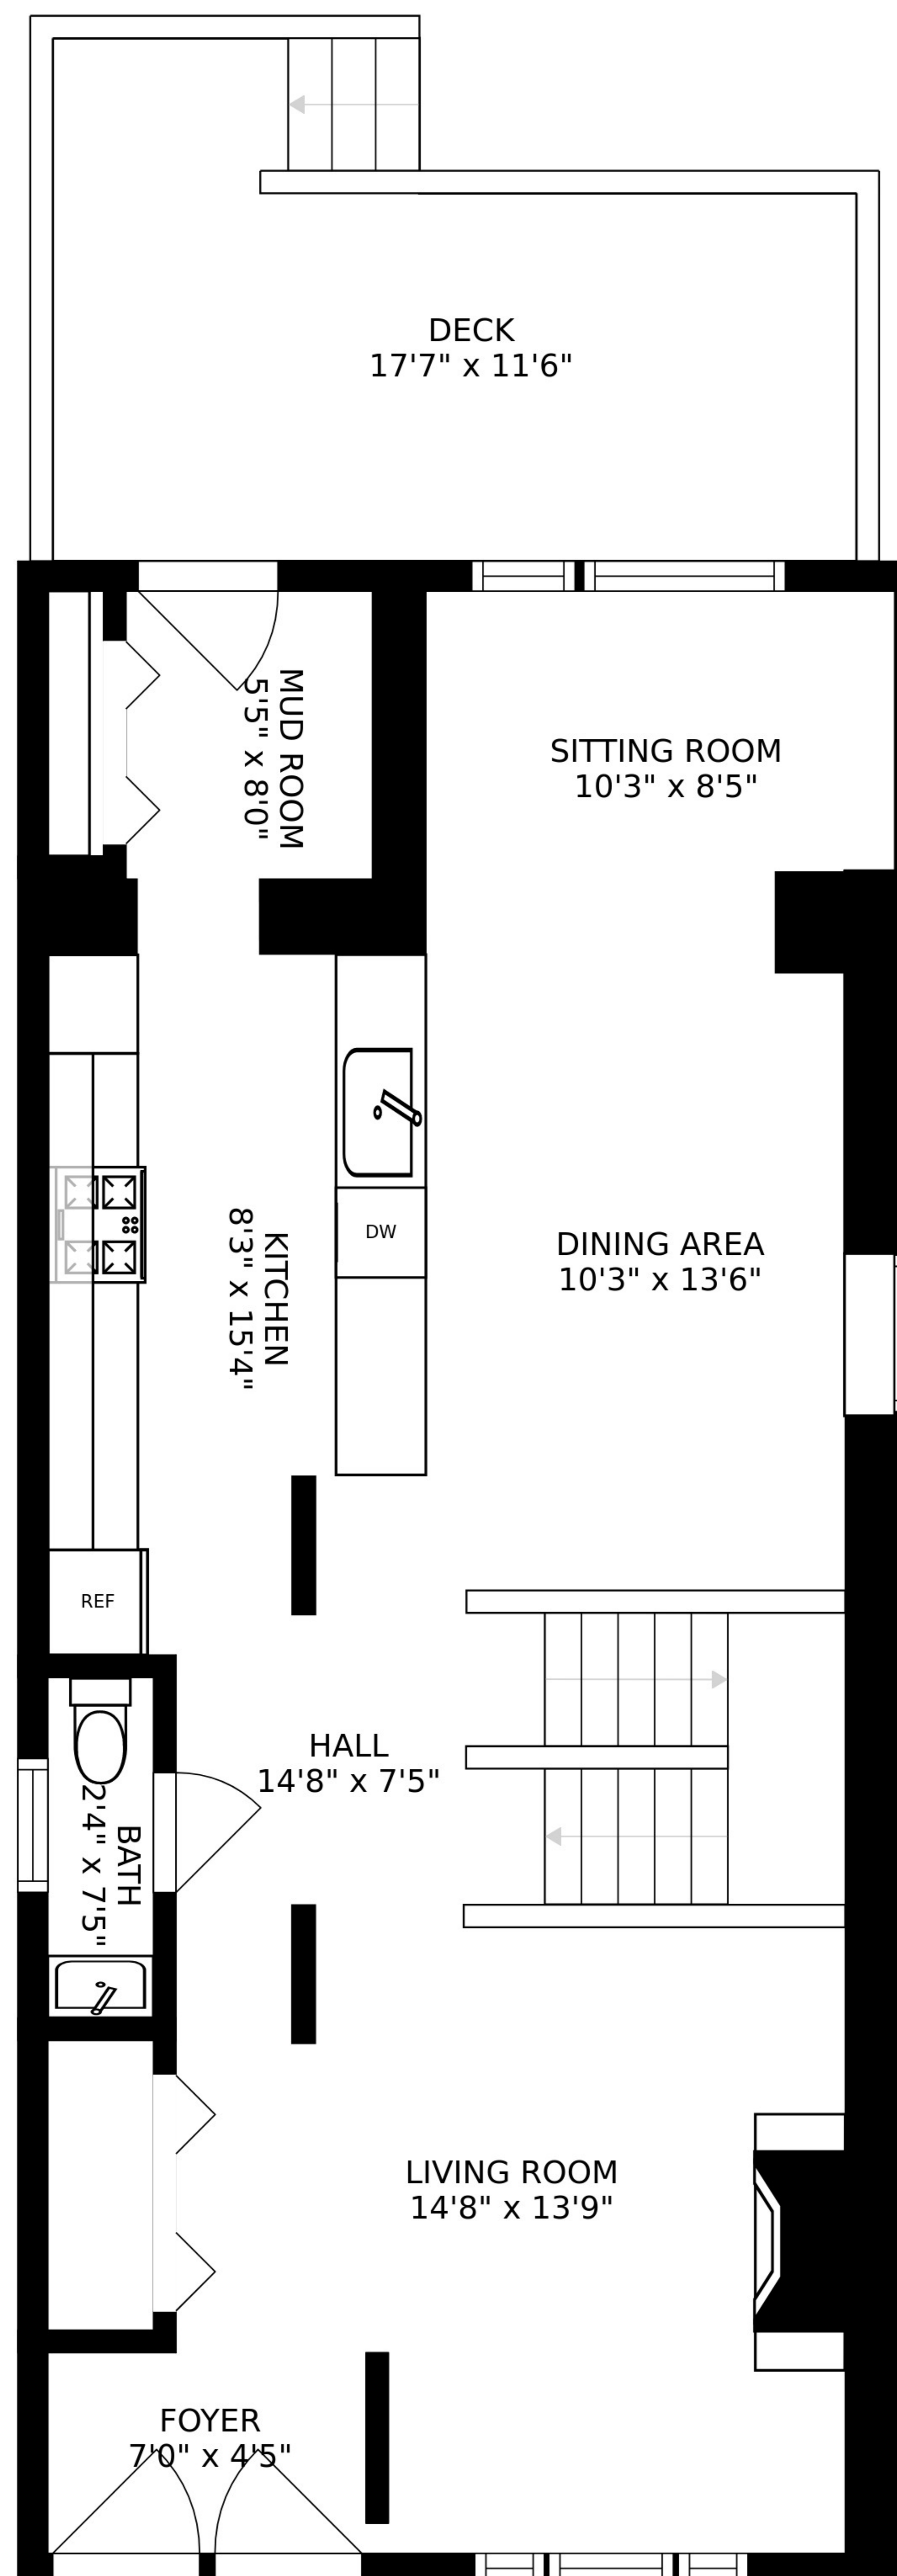 DECK
17'7" x 11'6"
MUD ROOM
5'5" x 8'0"
SITTING ROOM
10'3" x 8'5"
KITCHEN
8'3" x 15'4"
DW
DINING AREA
10'3" x 13'6"
REF
HALL
14'8" x 7'5"
BATH
2'4" x 7'5"
LIVING ROOM
14'8" x 13'9"
FOYER
7'0" x 4'5"